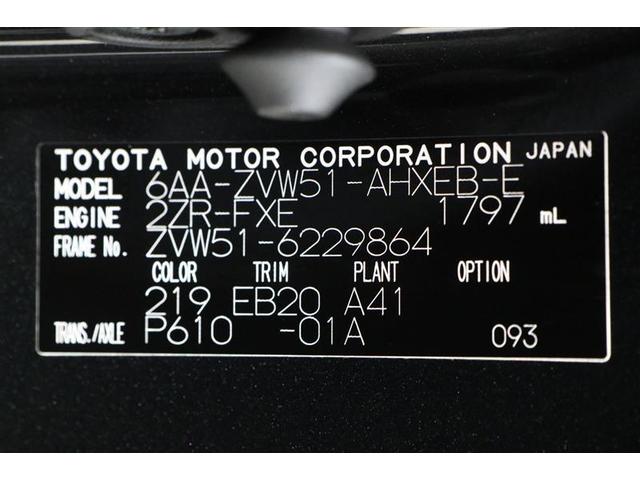 TOYOTA MOTOR CORPORATION JAPAN
MODEL 6AA-ZVW51-AHXEB-E
ENGINE 2ZR-FXE 1797 mL
FRAME No. ZVW51-6229864
COLOR TRIM PLANT OPTION
219 EB20 A41
TRANS./AXLE P610 -01A 093